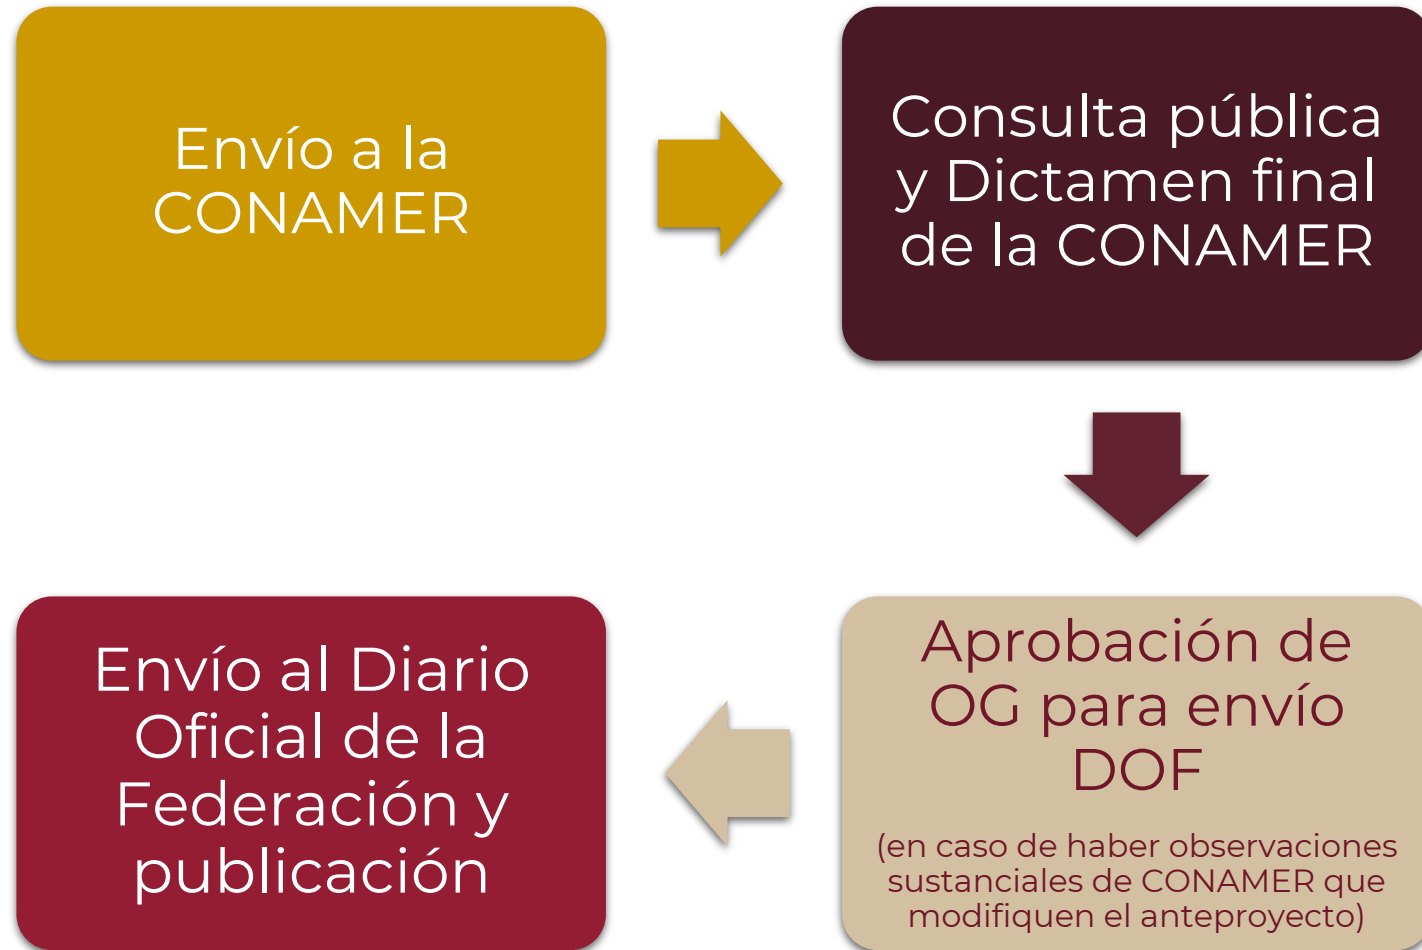 Envío a la
CONAMER
Consulta pública
y Dictamen final
de la CONAMER
Aprobación de
OG para envío
DOF
(en caso de haber observaciones
sustanciales de CONAMER que
modifiquen el anteproyecto)
Envío al Diario
Oficial de la
Federación y
publicación